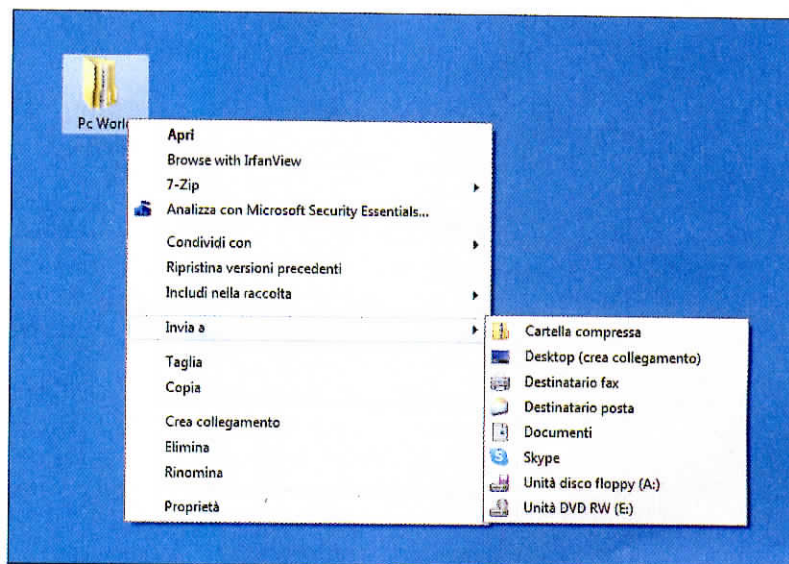 Pc Worl
Apri
Browse with IrfanView
7-Zip
Analizza con Microsoft Security Essentials...
Condividi con
Ripristina versioni precedenti
Includi nella raccolta
Invia a
Taglia
Copia
Crea collegamento
Elimina
Rinomina
Proprietà
Cartella compressa
Desktop (crea collegamento)
Destinatario fax
Destinatario posta
Documenti
Skype
Unità disco floppy (A:)
Unità DVD RW (E:)